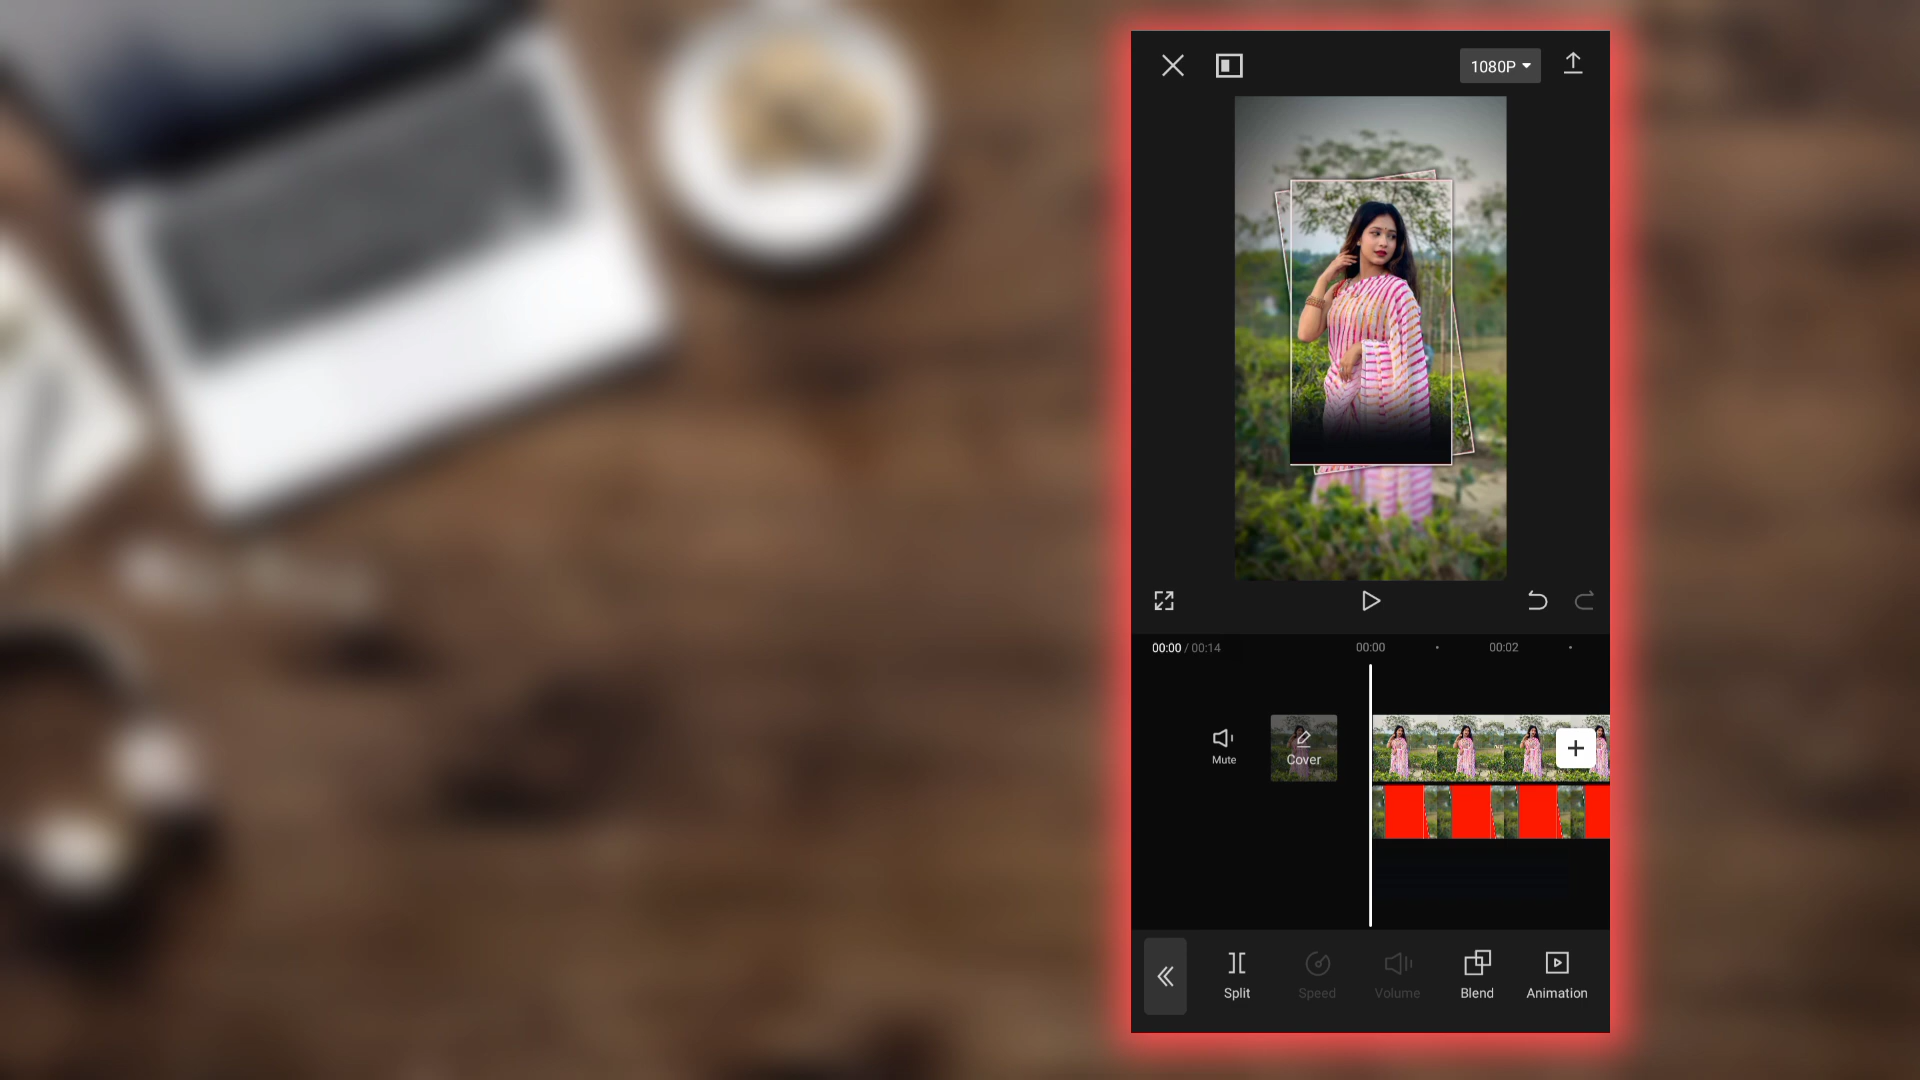 1080P
00:00 / 00:14
00:00
00:02
Mute
Cover
Split
Speed
Volume
Blend
Animation